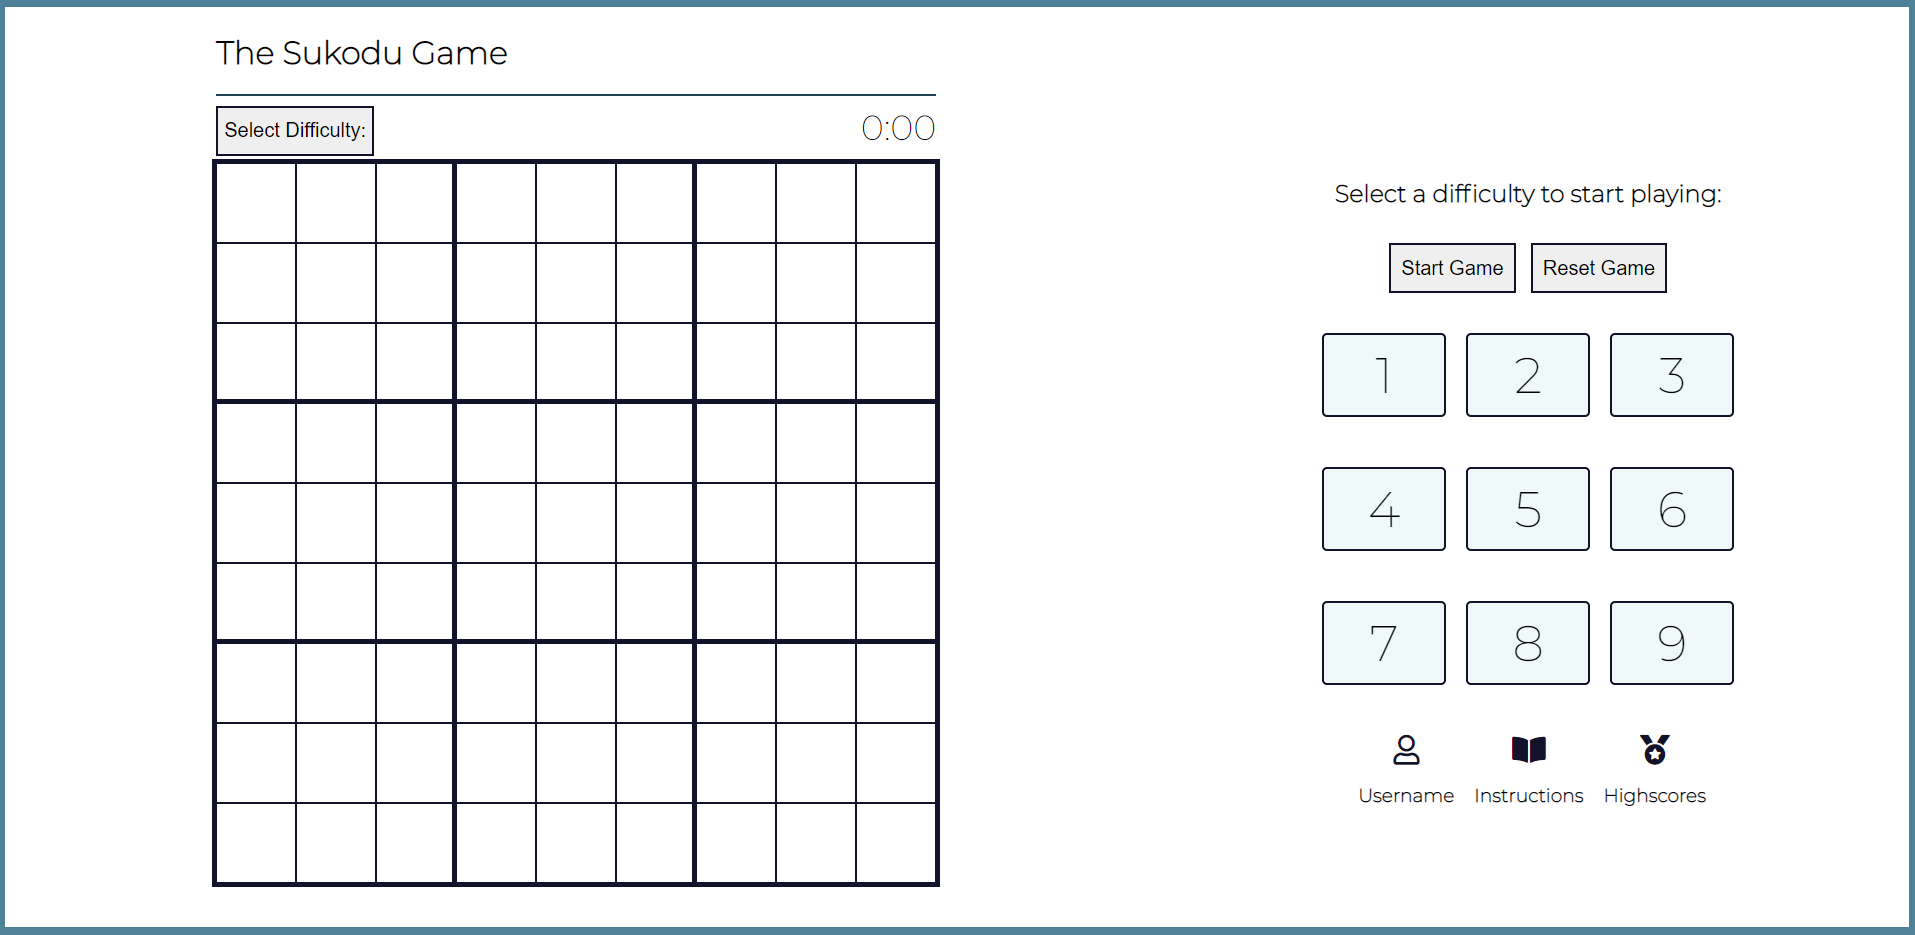 The Sukodu Game
Select Difficulty:
0:00
Select a difficulty to start playing:
Start Game
Reset Game
1 2 3
4 5 6
7 8 9
Username
Instructions
Highscores